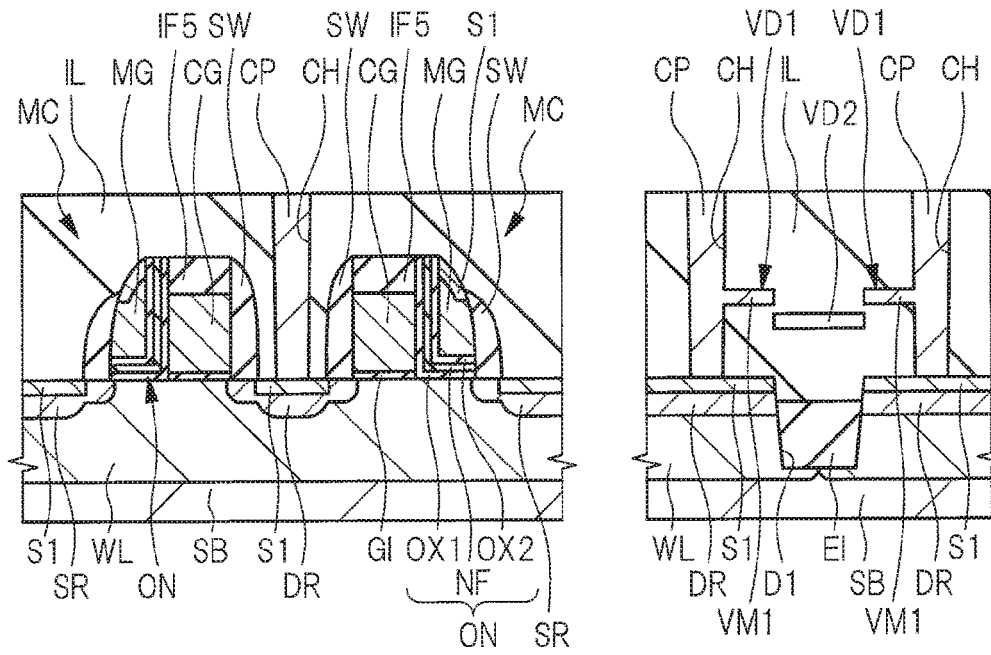 IF5 SW SW IF5 S1 VD1 VD1
IL MG CG CP CH CG MG SW CP CH IL CP CH
MC MC VD2
S1 WL SB S1 GI OX1 OX2 WL S1 EI S1
SR ON DR NF DR D1 SB DR
ON SR VM1 VM1